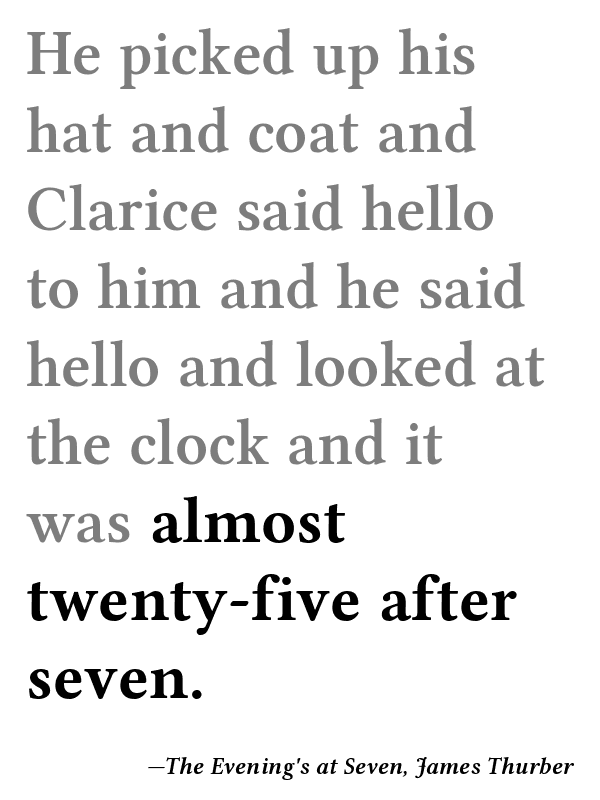 He picked up his
hat and coat and
Clarice said hello
to him and he said
hello and looked at
the clock and it
was almost
twenty-five after
seven.
—The Evening's at Seven, James Thurber